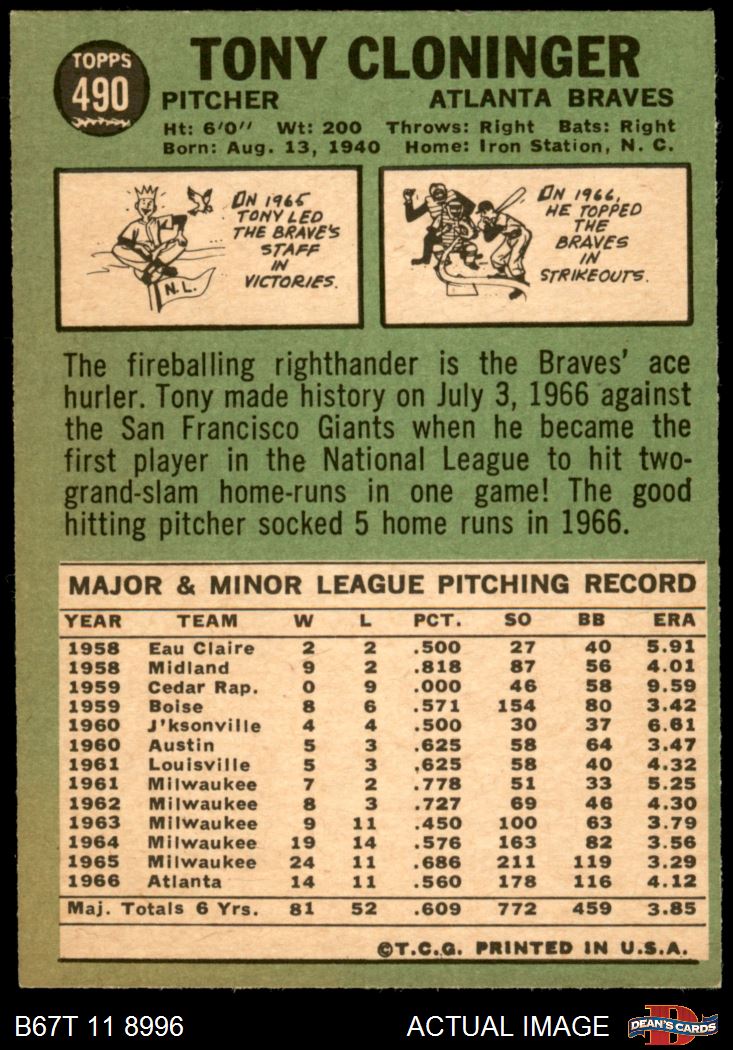 TOPPS
490
TONY CLONINGER
PITCHER ATLANTA BRAVES
Ht: 6'0" Wt: 200 Throws: Right Bats: Right
Born: Aug. 13, 1940 Home: Iron Station, N. C.
ON 1965
TONY LED
THE BRAVE'S
STAFF
IN
VICTORIES.
N.L.
ON 1966,
HE TOPPED
THE
BRAVES
IN
STRIKEOUTS.
The fireballing righthander is the Braves' ace
hurler. Tony made history on July 3, 1966 against
the San Francisco Giants when he became the
first player in the National League to hit two-
grand-slam home-runs in one game! The good
hitting pitcher socked 5 home runs in 1966.
MAJOR & MINOR LEAGUE PITCHING RECORD
YEAR TEAM W L PCT. SO BB ERA
1958 Eau Claire 2 2 .500 27 40 5.91
1958 Midland 9 2 .818 87 56 4.01
1959 Cedar Rap. 0 9 .000 46 58 9.59
1959 Boise 8 6 .571 154 80 3.42
1960 J'ksonville 4 4 .500 30 37 6.61
1960 Austin 5 3 .625 58 64 3.47
1961 Louisville 5 3 .625 58 40 4.32
1961 Milwaukee 7 2 .778 51 33 5.25
1962 Milwaukee 8 3 .727 69 46 4.30
1963 Milwaukee 9 11 .450 100 63 3.79
1964 Milwaukee 19 14 .576 163 82 3.56
1965 Milwaukee 24 11 .686 211 119 3.29
1966 Atlanta 14 11 .560 178 116 4.12
Maj. Totals 6 Yrs. 81 52 .609 772 459 3.85
©T.C.G. PRINTED IN U.S.A.
B67T 11 8996 ACTUAL IMAGE
D
DEAN'S CARDS